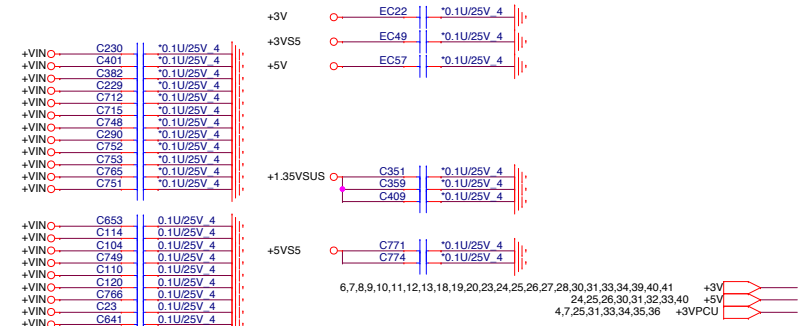 +3V EC22 *0.1U/25V_4
+3VS5 EC49 *0.1U/25V_4
+5V EC57 *0.1U/25V_4
+VIN C230 *0.1U/25V_4
+VIN C401 *0.1U/25V_4
+VIN C382 *0.1U/25V_4
+VIN C229 *0.1U/25V_4
+VIN C712 *0.1U/25V_4
+VIN C715 *0.1U/25V_4
+VIN C748 *0.1U/25V_4
+VIN C290 *0.1U/25V_4
+VIN C752 *0.1U/25V_4
+VIN C753 *0.1U/25V_4
+VIN C765 *0.1U/25V_4
+VIN C751 *0.1U/25V_4
+1.35VSUS C351 *0.1U/25V_4
C359 *0.1U/25V_4
C409 *0.1U/25V_4
+VIN C653 0.1U/25V_4
+VIN C114 0.1U/25V_4
+VIN C104 0.1U/25V_4
+VIN C749 0.1U/25V_4
+VIN C110 0.1U/25V_4
+VIN C120 0.1U/25V_4
+VIN C766 0.1U/25V_4
+VIN C23 0.1U/25V_4
+VIN C641 0.1U/25V_4
+5VS5 C771 *0.1U/25V_4
C774 *0.1U/25V_4
6,7,8,9,10,11,12,13,18,19,20,23,24,25,26,27,28,30,31,33,34,39,40,41 +3V
24,25,26,30,31,32,33,40 +5V
4,7,25,31,33,34,35,36 +3VPCU